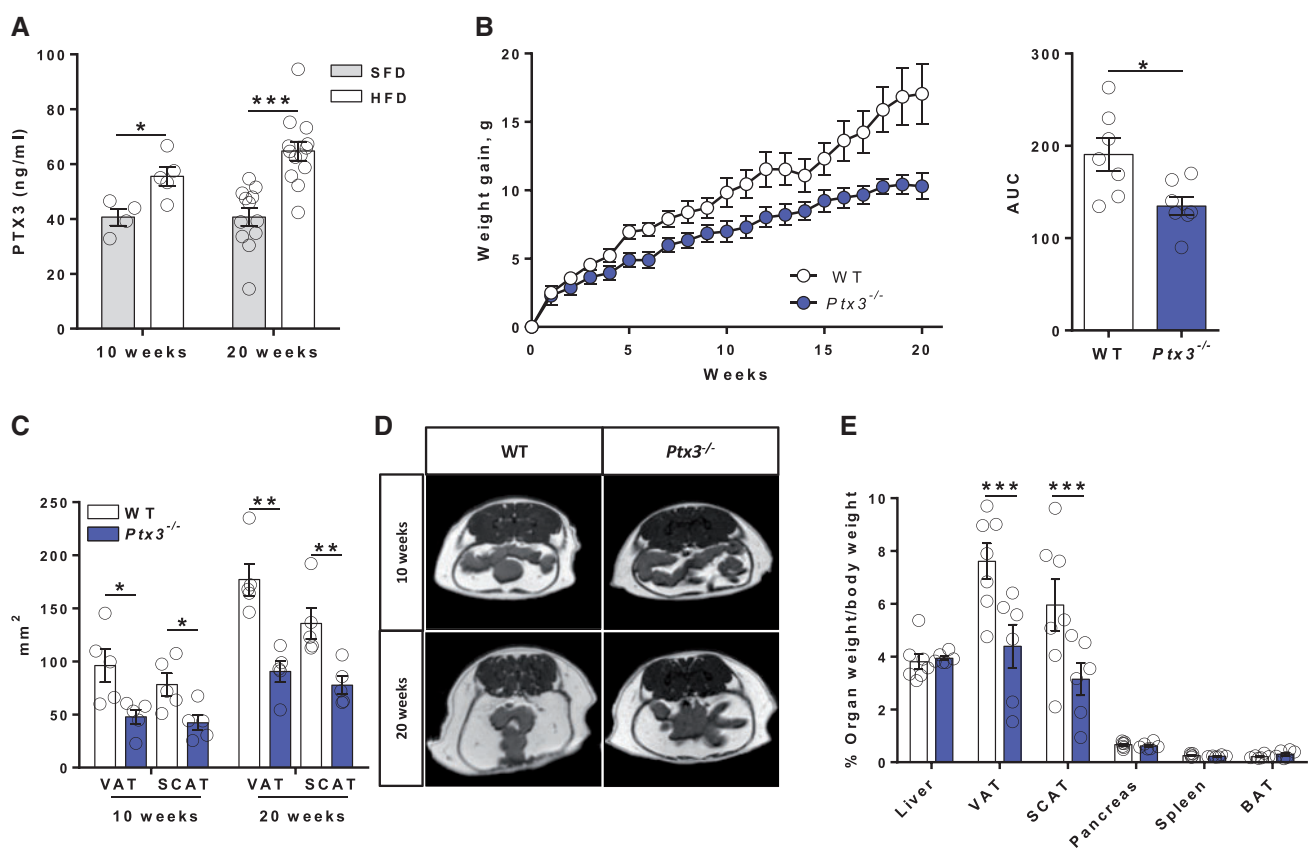 A
100
80
60
40
20
0
PTX3 (ng/ml)
*
***
SFD
HFD
10 weeks
20 weeks
B
20
15
10
5
0
Weight gain, g
WT
Ptx3-/-
0
5
10
15
20
Weeks
300
200
100
0
AUC
*
WT
Ptx3-/-
C
250
200
150
100
50
0
mm2
WT
Ptx3-/-
*
*
**
**
VAT
SCAT
VAT
SCAT
10 weeks
20 weeks
D
WT
Ptx3-/-
10 weeks
20 weeks
E
10
8
6
4
2
0
% Organ weight/body weight
***
***
Liver
VAT
SCAT
Pancreas
Spleen
BAT